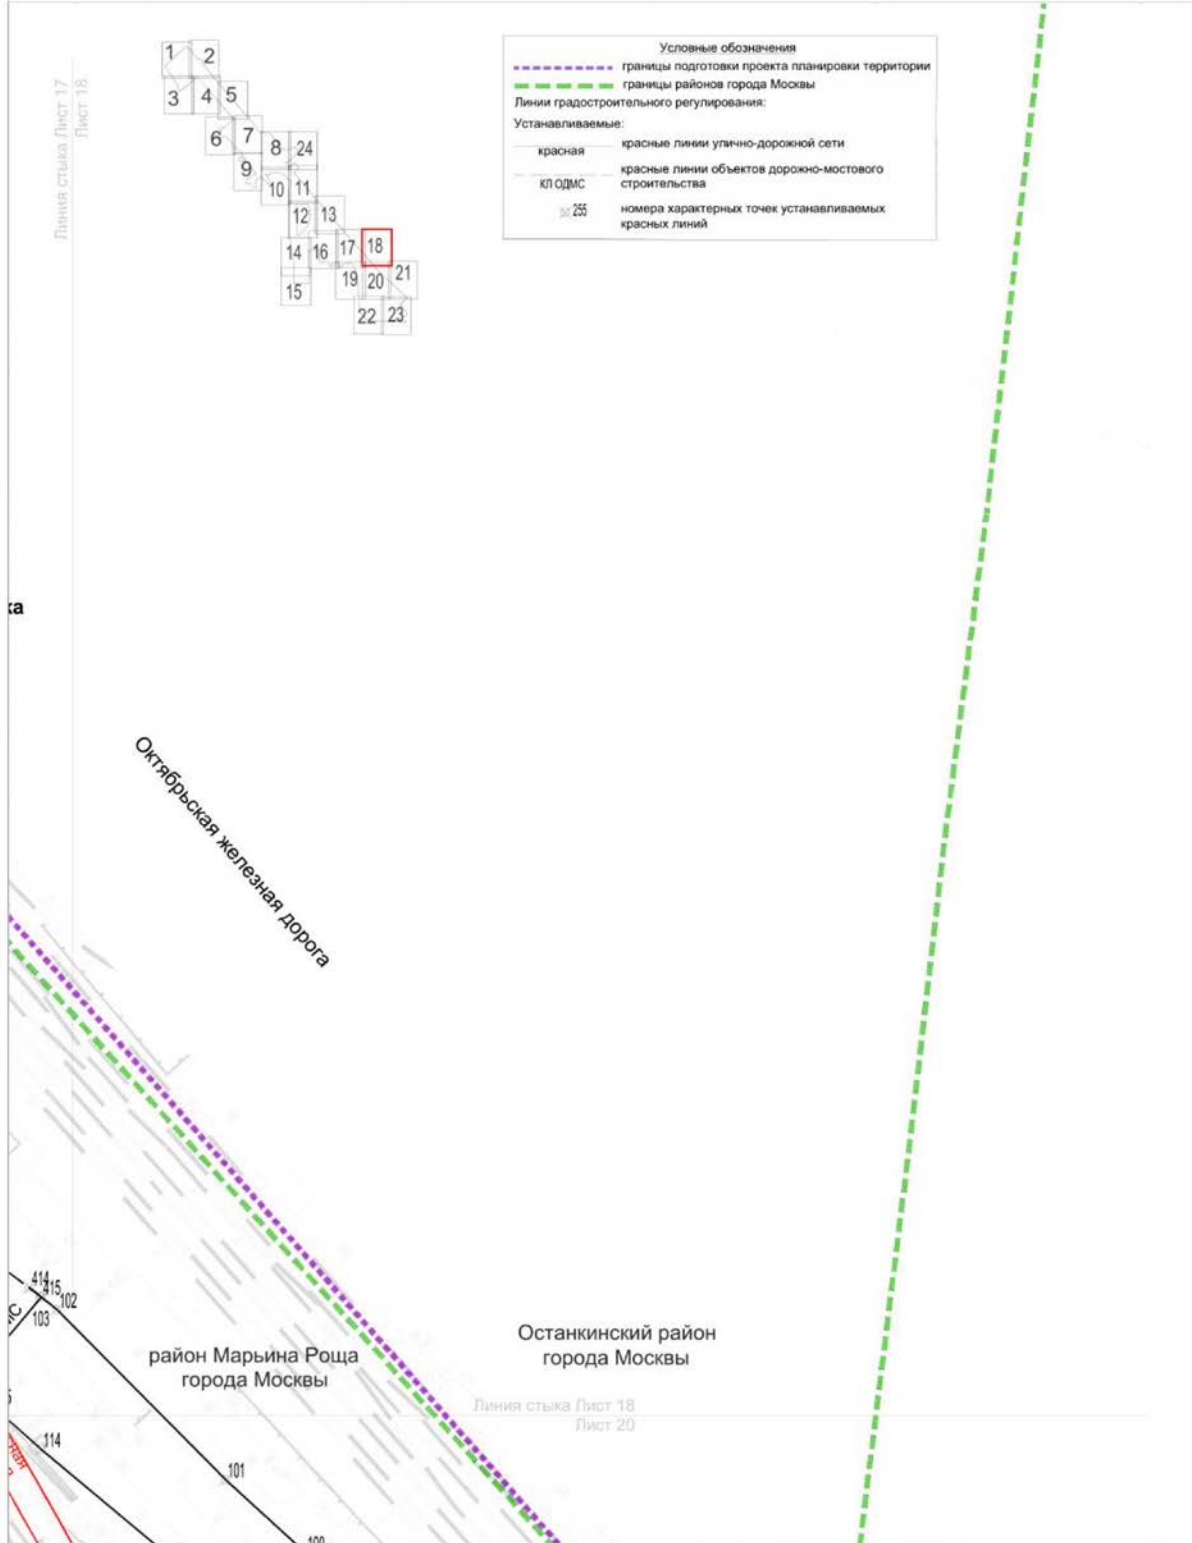 Линия стыка Лист 17
Лист 18
1
2
3
4
5
6
7
8
24
9
10
11
12
13
14
16
17
18
15
19
20
21
22
23
Условные обозначения
границы подготовки проекта планировки территории
границы районов города Москвы
Линии градостроительного регулирования:
Устанавливаемые:
красная
красные линии улично-дорожной сети
КЛ ОДМС
красные линии объектов дорожно-мостового
строительства
255
номера характерных точек устанавливаемых
красных линий
ка
Октябрьская железная дорога
414
415
102
103
район Марьина Роща
города Москвы
Останкинский район
города Москвы
Линия стыка Лист 18
Лист 20
114
101